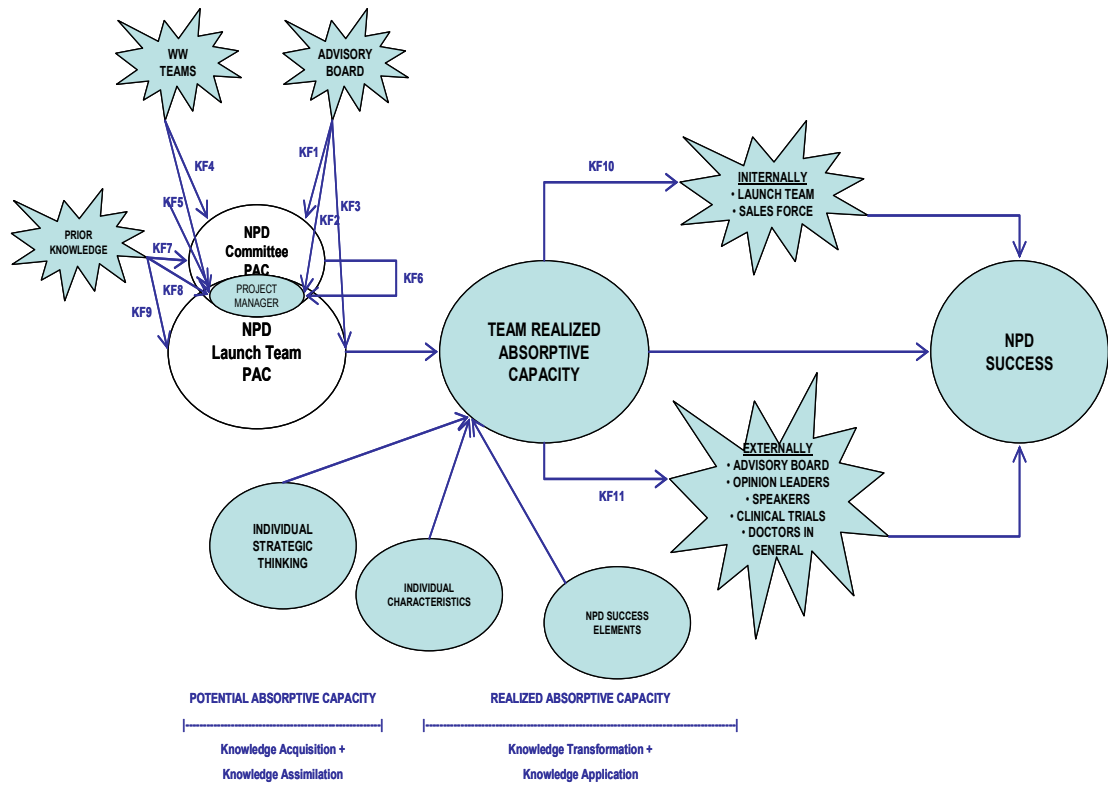 WW
TEAMS
ADVISORY
BOARD
KF4
KF1
KF10
INITERNALLY
• LAUNCH TEAM
• SALES FORCE
KF5
KF3
KF2
PRIOR
KNOWLEDGE
KF7
NPD
Committee
PAC
KF6
KF8
PROJECT
MANAGER
KF9
NPD
Launch Team
PAC
TEAM REALIZED
ABSORPTIVE
CAPACITY
NPD
SUCCESS
EXTERNALLY
• ADVISORY BOARD
• OPINION LEADERS
• SPEAKERS
• CLINICAL TRIALS
• DOCTORS IN
GENERAL
KF11
INDIVIDUAL
STRATEGIC
THINKING
INDIVIDUAL
CHARACTERISTICS
NPD SUCCESS
ELEMENTS
POTENTIAL ABSORPTIVE CAPACITY
REALIZED ABSORPTIVE CAPACITY
Knowledge Acquisition +
Knowledge Assimilation
Knowledge Transformation +
Knowledge Application